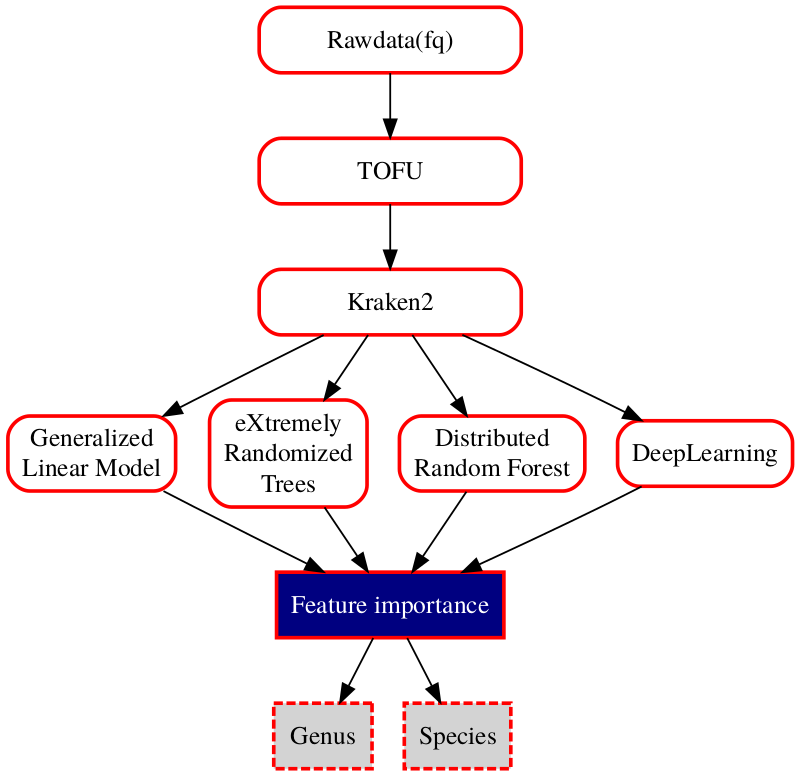 Rawdata(fq)
TOFU
Kraken2
Generalized
Linear Model
eXtremely
Randomized
Trees
Distributed
Random Forest
DeepLearning
Feature importance
Genus
Species